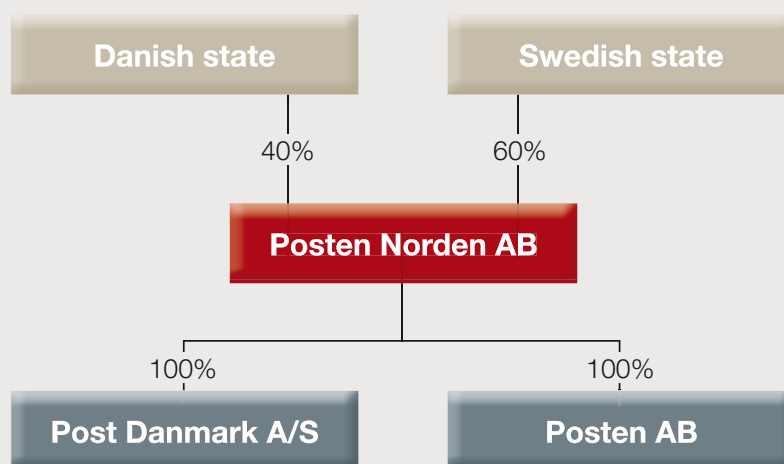 Danish state
Swedish state
40%
60%
Posten Norden AB
100%
100%
Post Danmark A/S
Posten AB